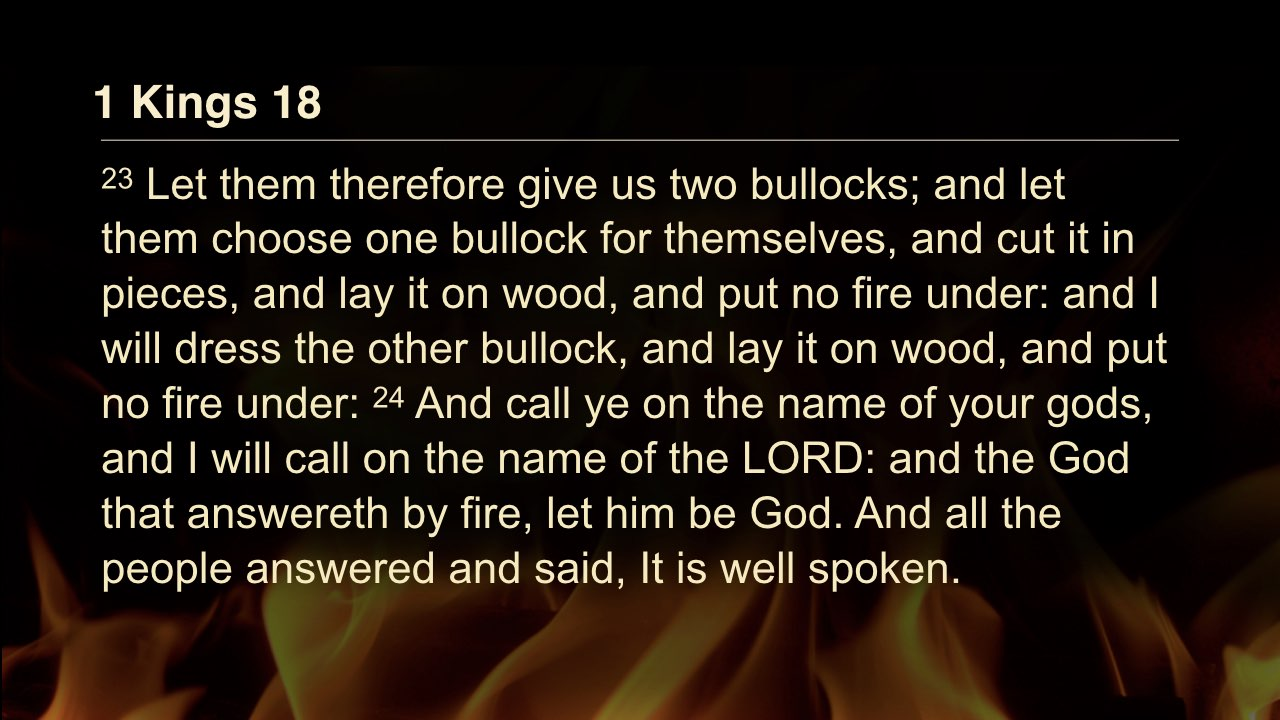 1 Kings 18
23 Let them therefore give us two bullocks; and let
them choose one bullock for themselves, and cut it in
pieces, and lay it on wood, and put no fire under: and I
will dress the other bullock, and lay it on wood, and put
no fire under: 24 And call ye on the name of your gods,
and I will call on the name of the LORD: and the God
that answereth by fire, let him be God. And all the
people answered and said, It is well spoken.